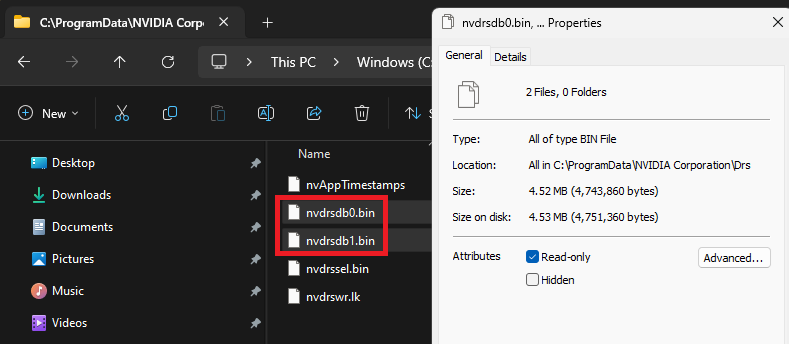 C:\ProgramData\NVIDIA Corpo
This PC
Windows (C
New
S
Desktop
Downloads
Documents
Pictures
Music
Videos
Name
nvAppTimestamps
nvdrsdb0.bin
nvdrsdb1.bin
nvdrssel.bin
nvdrswr.lk
nvdrsdb0.bin, ... Properties
General
Details
2 Files, 0 Folders
Type: All of type BIN File
Location: All in C:\ProgramData\NVIDIA Corporation\Drs
Size: 4.52 MB (4,743,860 bytes)
Size on disk: 4.53 MB (4,751,360 bytes)
Attributes
Read-only
Advanced...
Hidden